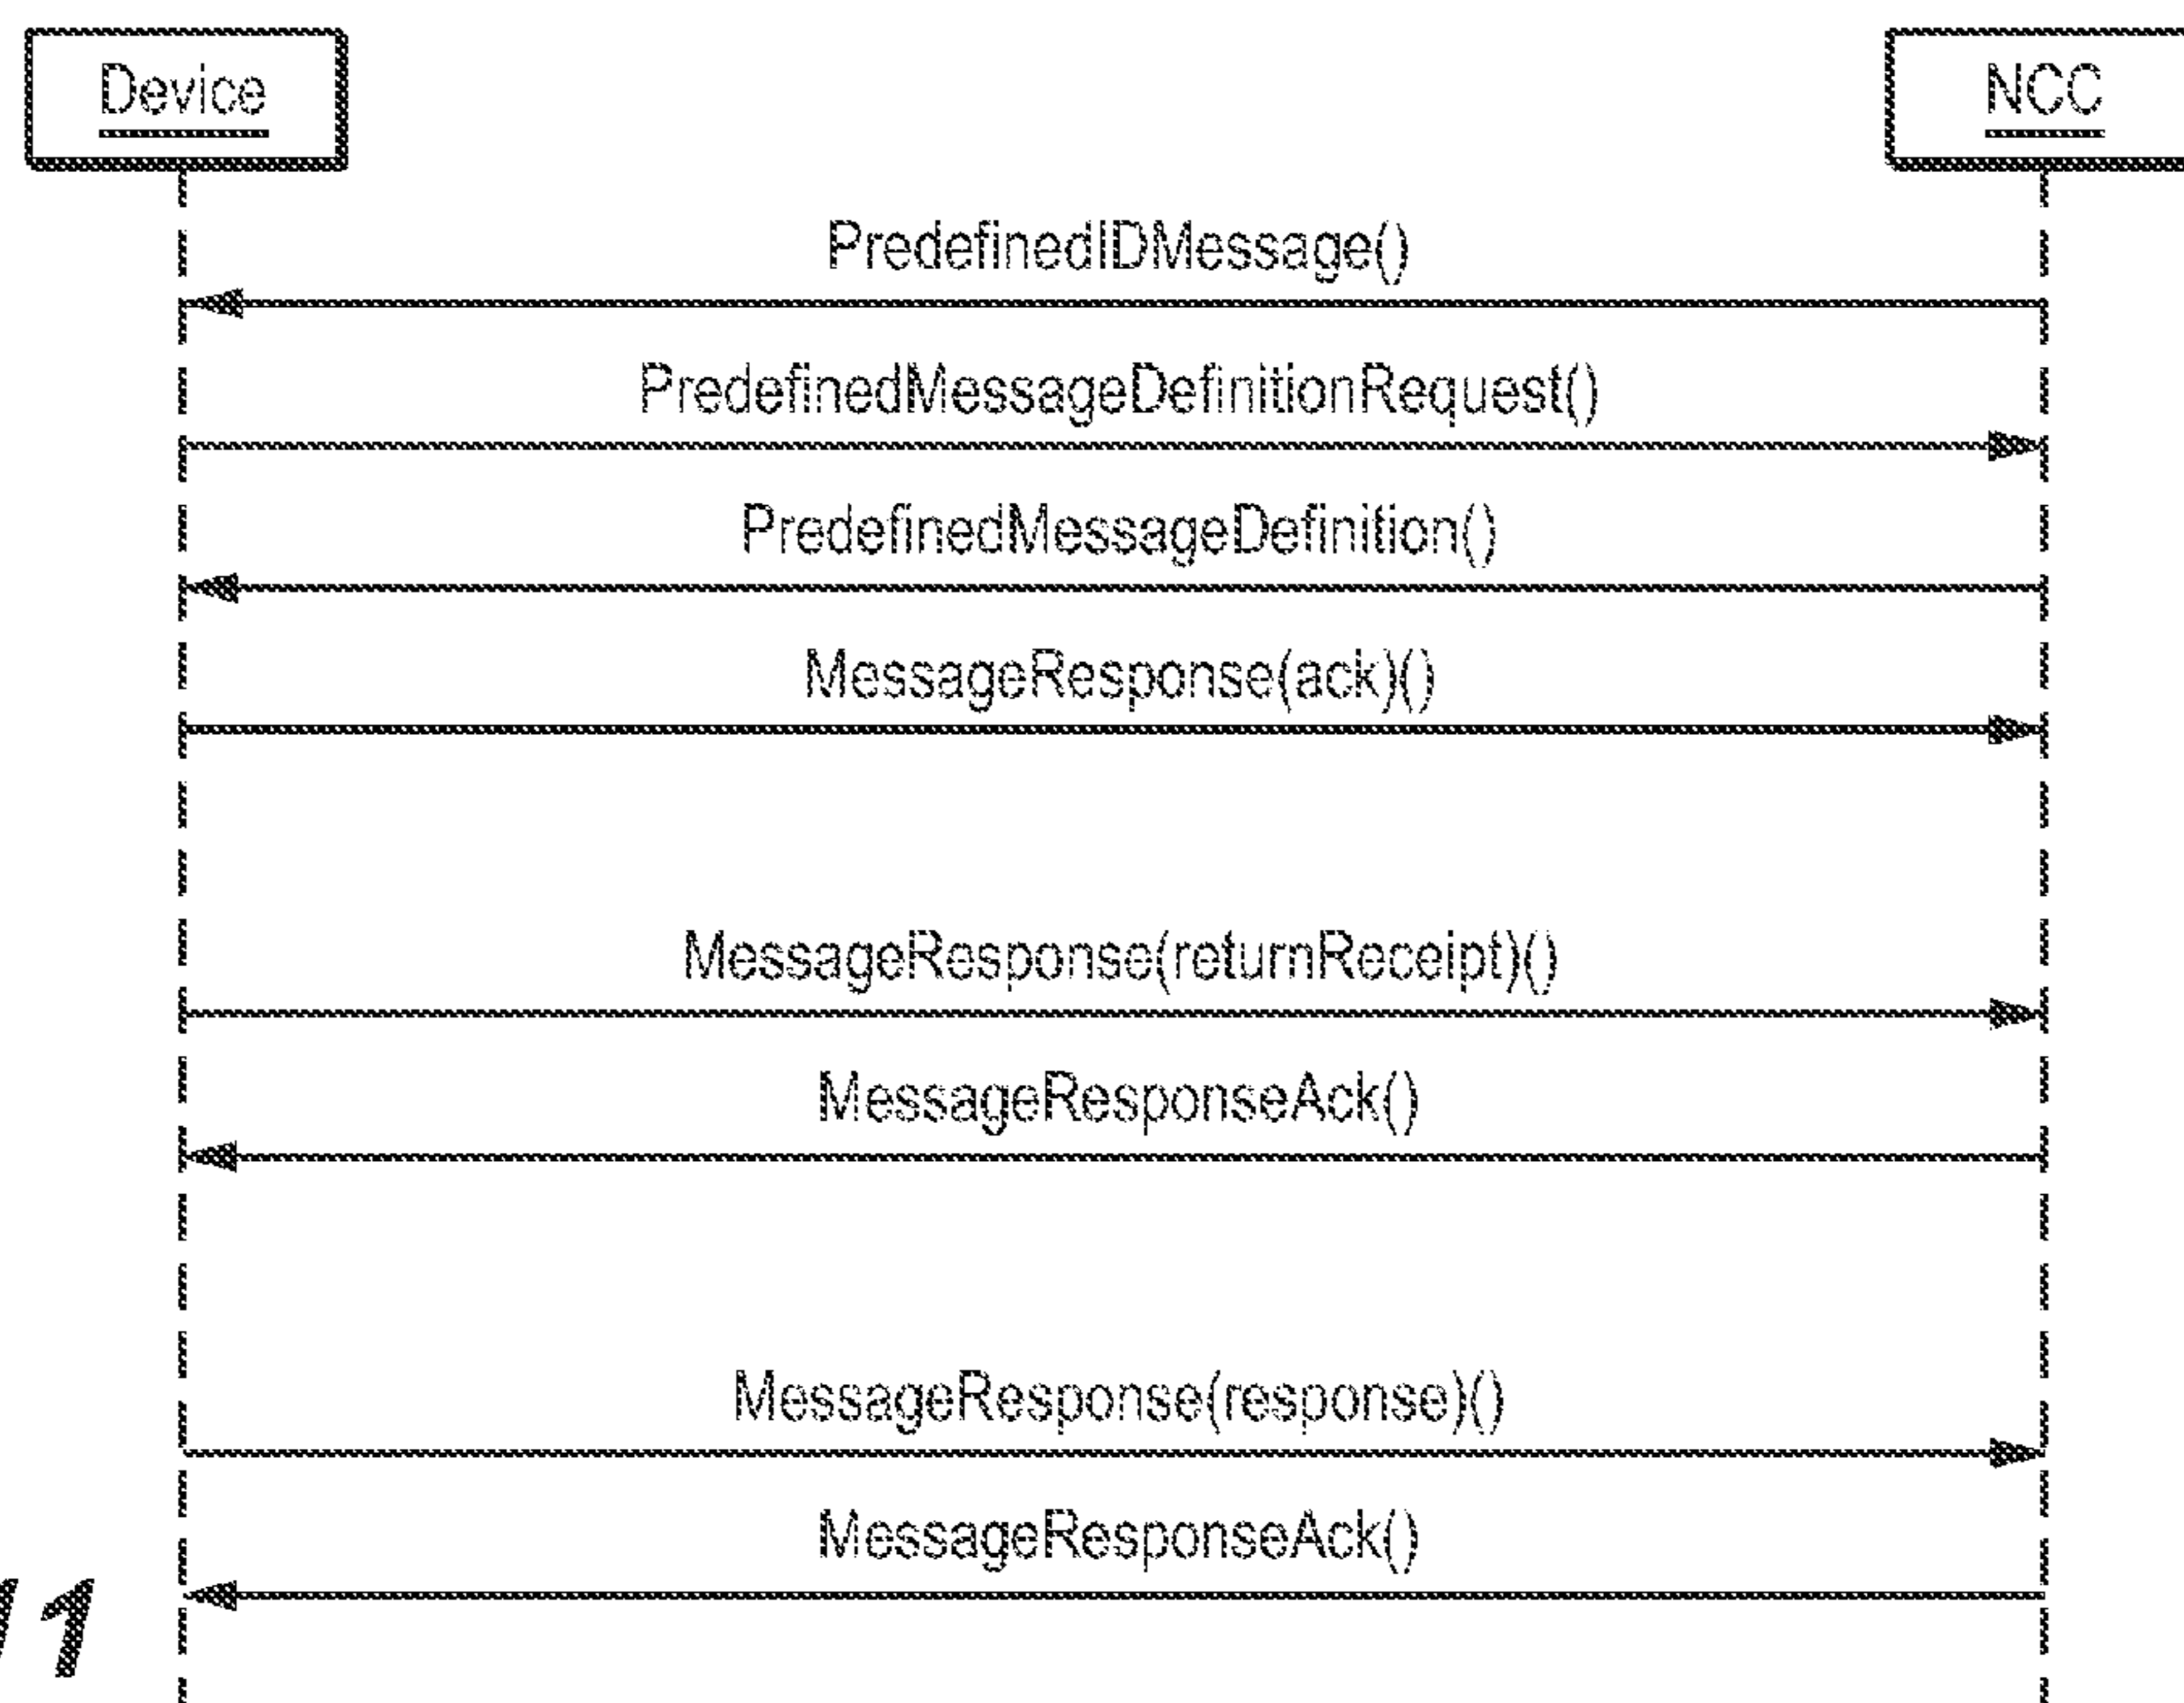 Device
NCC
PredefinedIDMessage()
PredefinedMessageDefinitionRequest()
PredefinedMessageDefinition()
MessageResponse(ack)()
MessageResponse(returnReceipt)()
MessageResponseAck()
MessageResponse(response)()
MessageResponseAck()